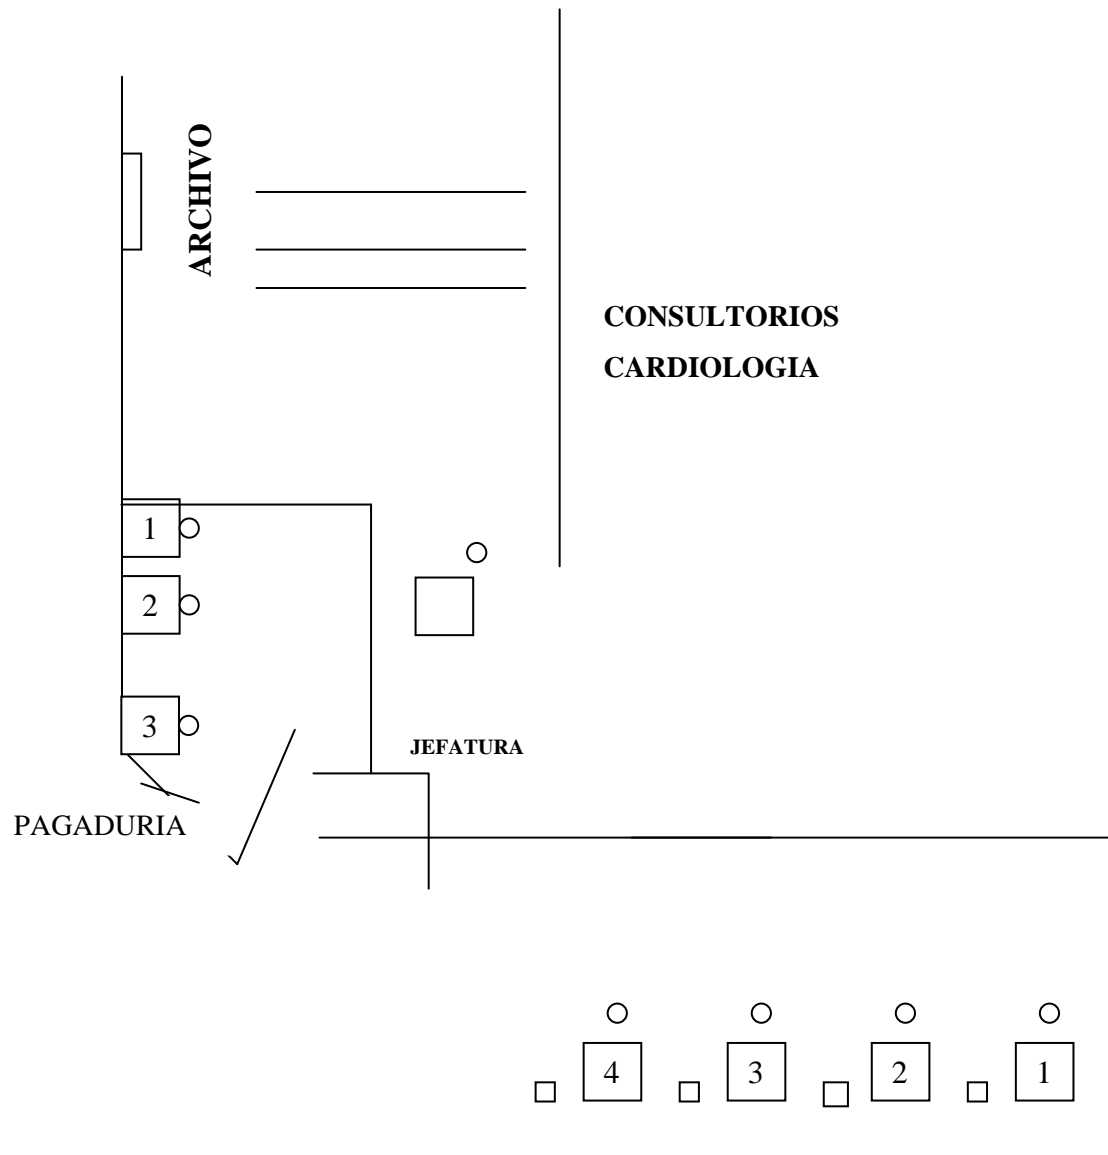 ARCHIVO
CONSULTORIOS
CARDIOLOGIA
1
2
3
JEFATURA
PAGADURIA
4 3 2 1